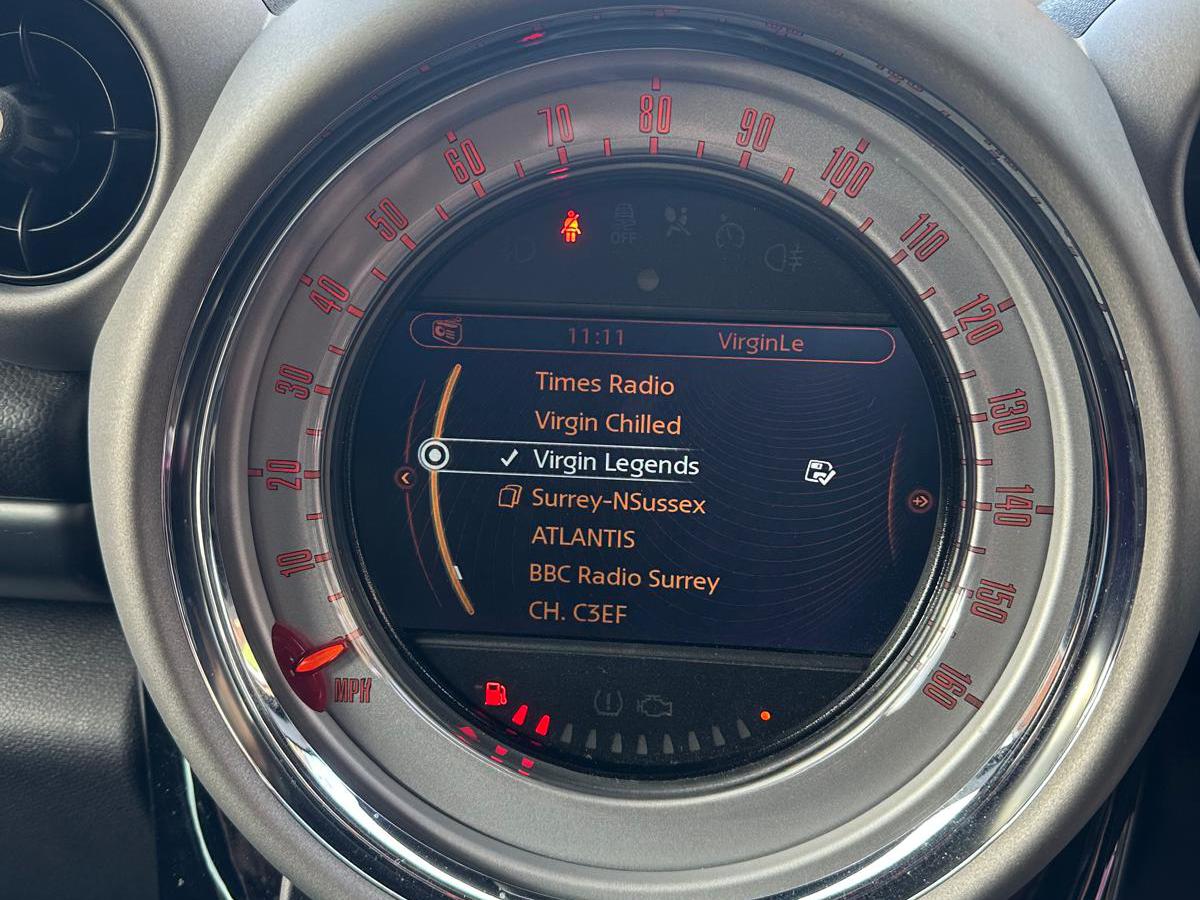 10
20
30
40
50
60
70
80
90
100
110
120
130
140
150
160
MPH
OFF
11:11 VirginLe
Times Radio
Virgin Chilled
Virgin Legends
Surrey-NSussex
ATLANTIS
BBC Radio Surrey
CH. C3EF